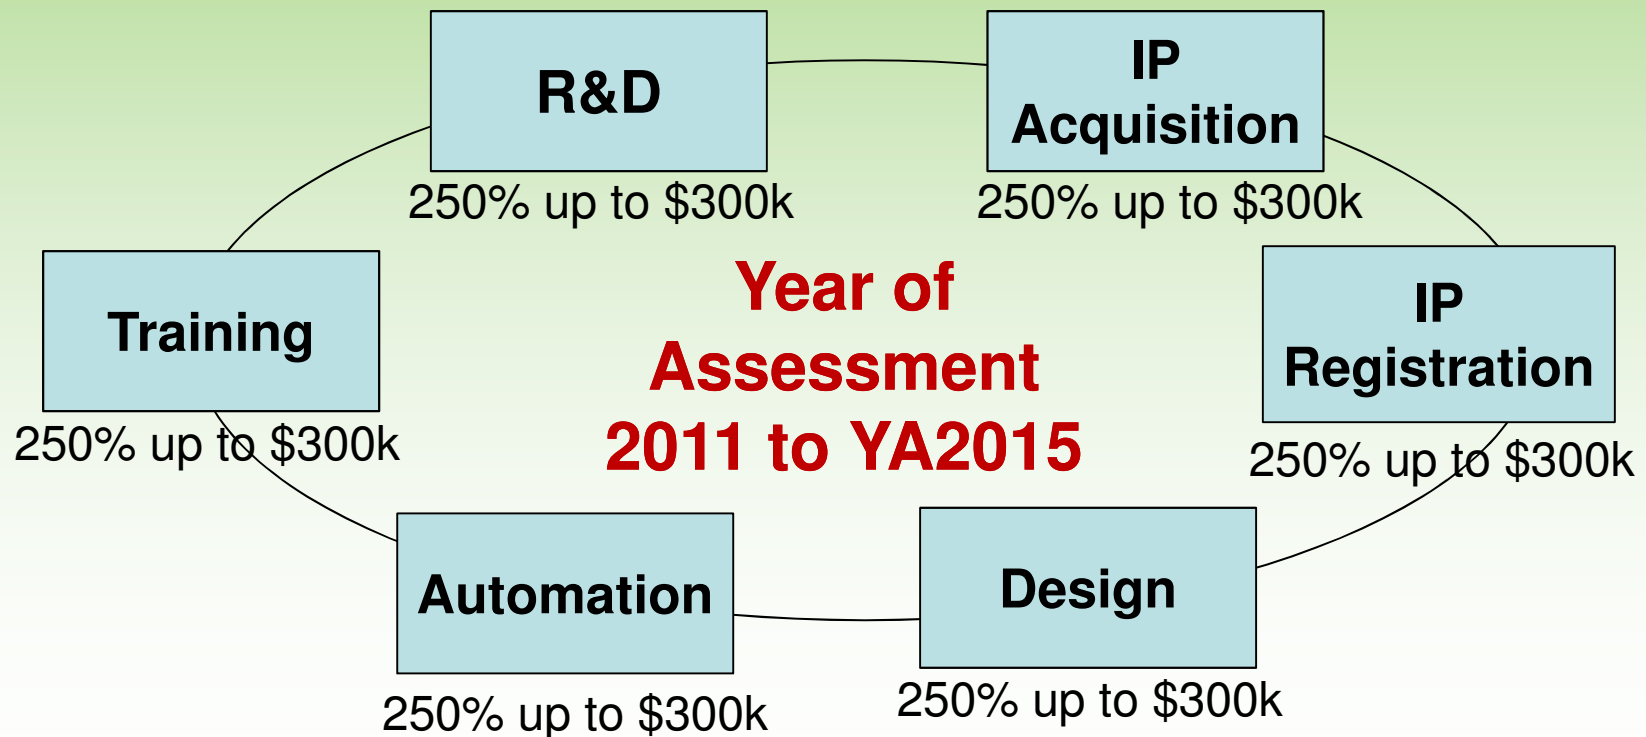 R&D
250% up to $300k
IP
Acquisition
250% up to $300k
Training
250% up to $300k
Year of
Assessment
2011 to YA2015
IP
Registration
250% up to $300k
Automation
250% up to $300k
Design
250% up to $300k